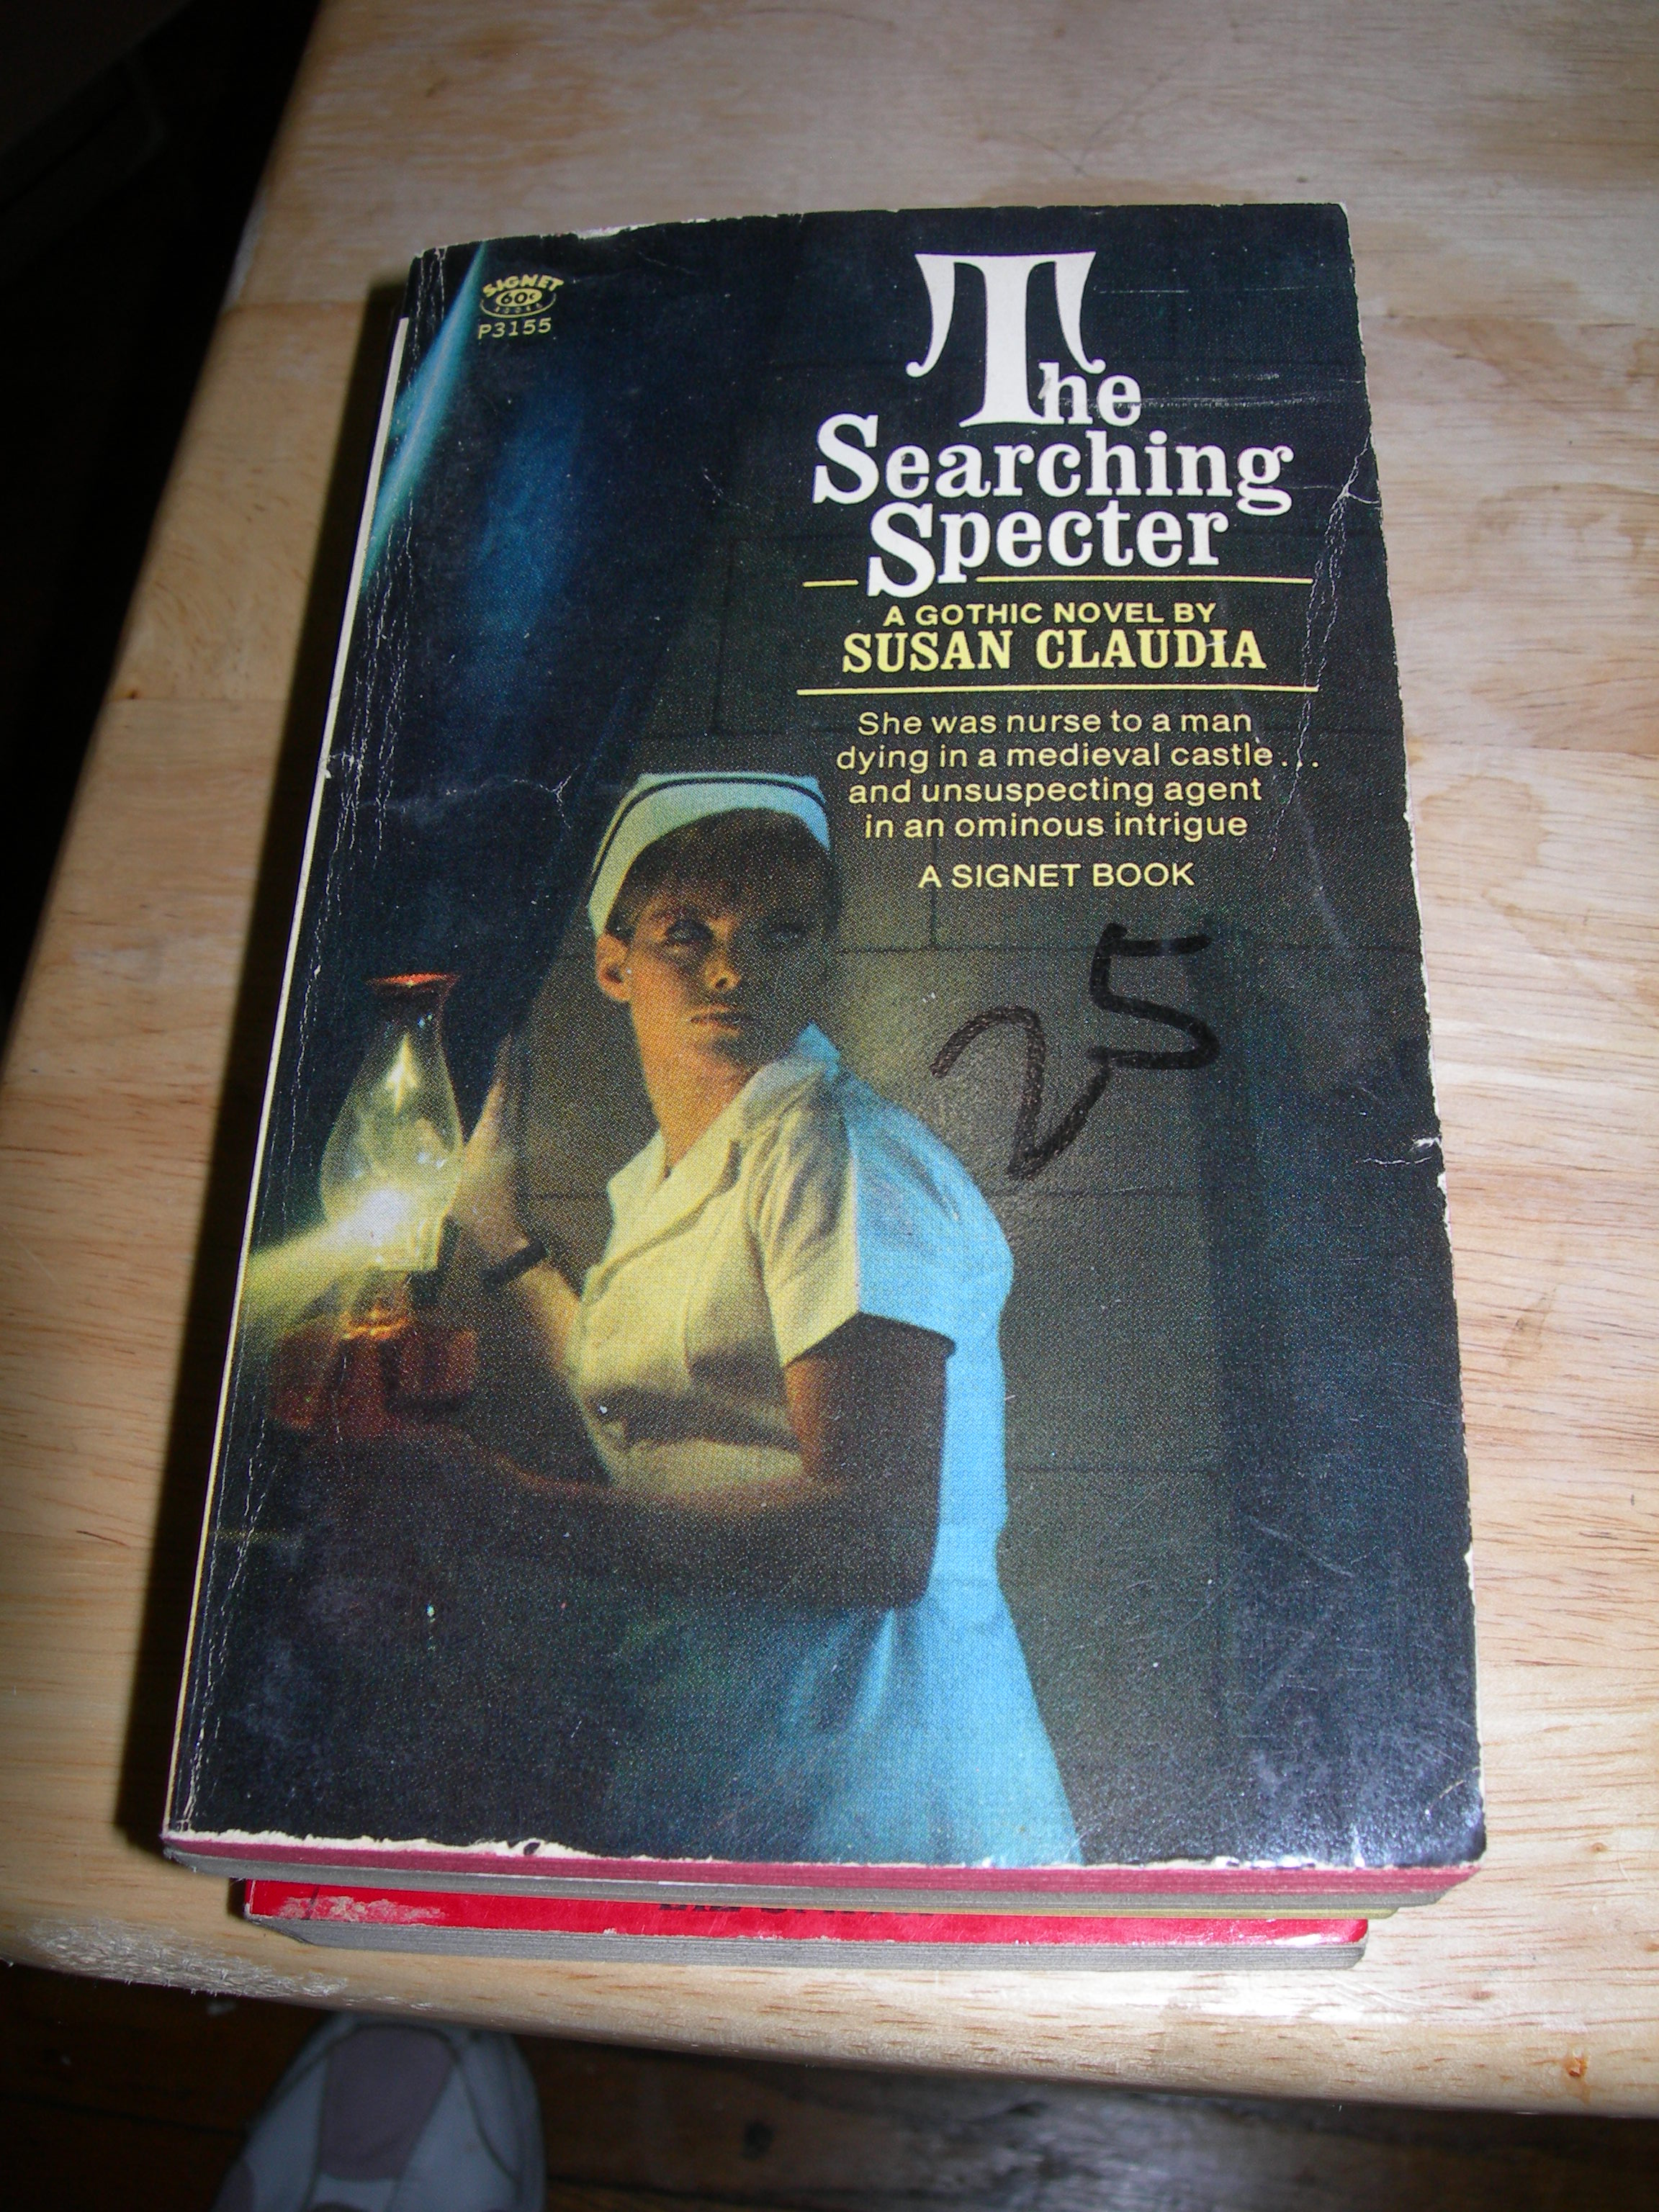 SIGNET
60¢
BOOKS
P3155
The
Searching
Specter
A GOTHIC NOVEL BY
SUSAN CLAUDIA
She was nurse to a man
dying in a medieval castle...
and unsuspecting agent
in an ominous intrigue
A SIGNET BOOK
25